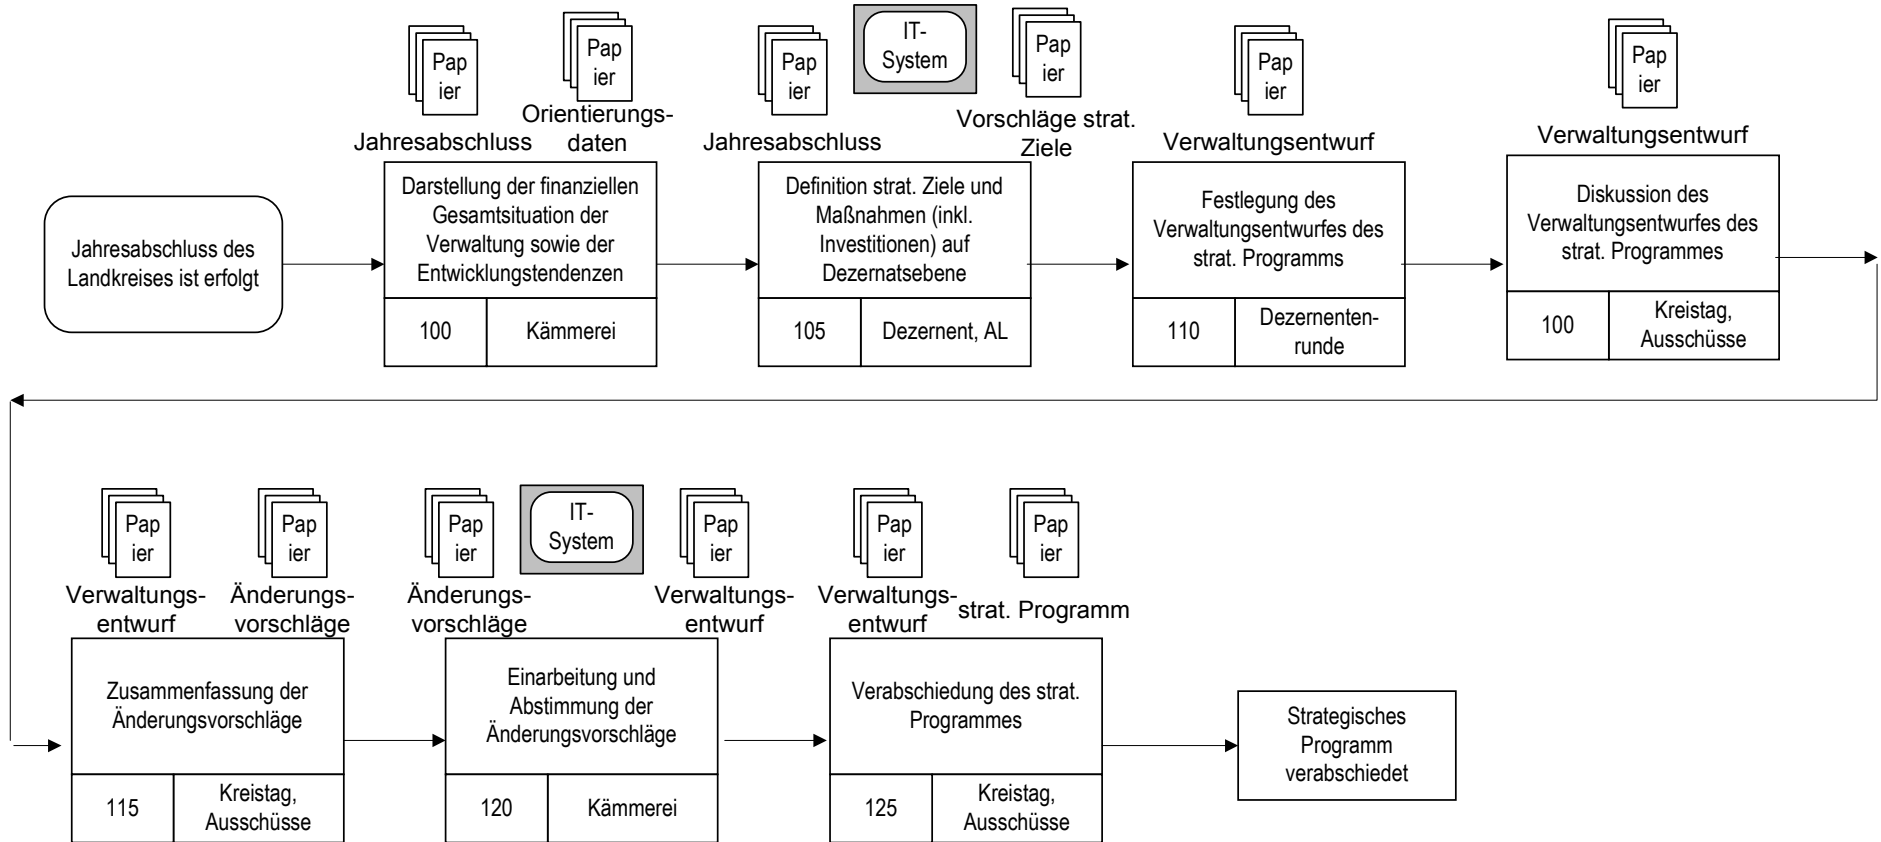 Pap
ier
Jahresabschluss
Pap
ier
Orientierungs-
daten
Pap
ier
Jahresabschluss
IT-
System
Pap
ier
Vorschläge strat.
Ziele
Pap
ier
Verwaltungsentwurf
Pap
ier
Verwaltungsentwurf
Jahresabschluss des
Landkreises ist erfolgt
Darstellung der finanziellen
Gesamtsituation der
Verwaltung sowie der
Entwicklungstendenzen
100
Kämmerei
Definition strat. Ziele und
Maßnahmen (inkl.
Investitionen) auf
Dezernatsebene
105
Dezernent, AL
Festlegung des
Verwaltungsentwurfes des
strat. Programms
110
Dezernenten-
runde
Diskussion des
Verwaltungsentwurfes des
strat. Programmes
100
Kreistag,
Ausschüsse
Pap
ier
Verwaltungs-
entwurf
Pap
ier
Änderungs-
vorschläge
Pap
ier
Änderungs-
vorschläge
IT-
System
Pap
ier
Verwaltungs-
entwurf
Pap
ier
Verwaltungs-
entwurf
Pap
ier
strat. Programm
Zusammenfassung der
Änderungsvorschläge
115
Kreistag,
Ausschüsse
Einarbeitung und
Abstimmung der
Änderungsvorschläge
120
Kämmerei
Verabschiedung des strat.
Programmes
125
Kreistag,
Ausschüsse
Strategisches
Programm
verabschiedet